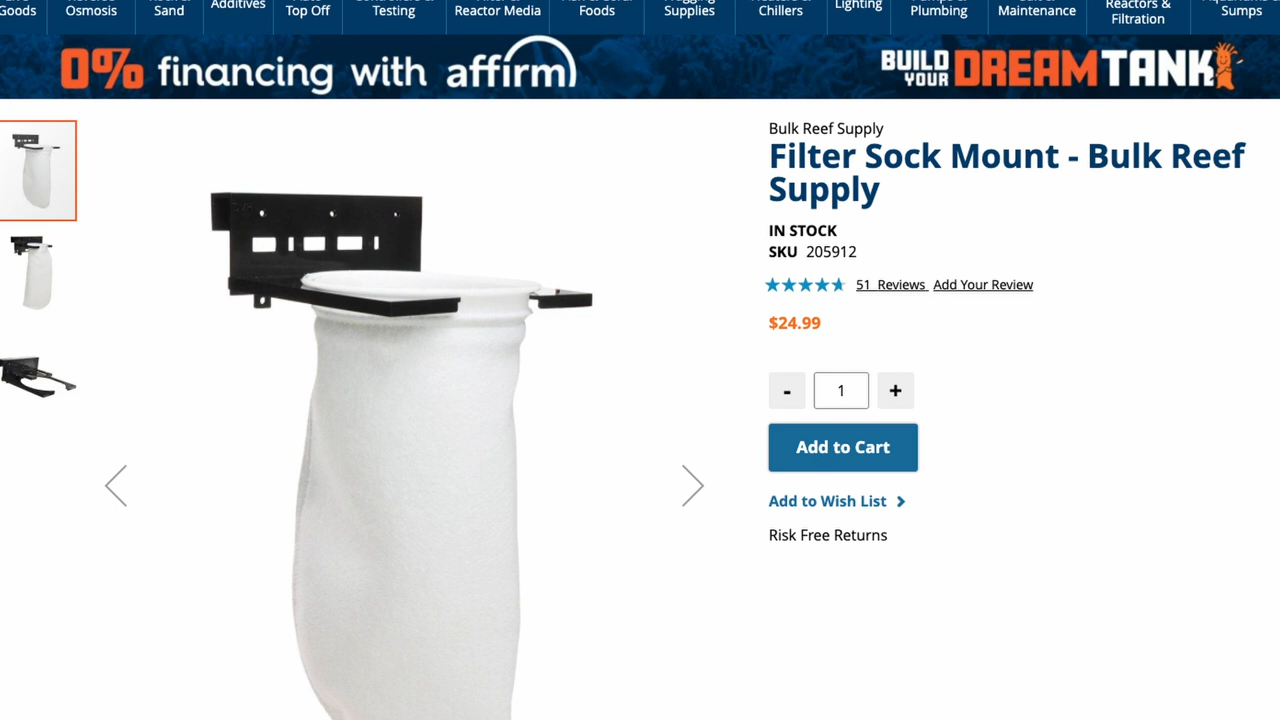 Goods
Osmosis
Sand
Additives
Top Off
Testing
Reactor Media
Foods
Supplies
Chillers
Lighting
Plumbing
Maintenance
Reactors &
Filtration
Sumps
0% financing with affirm
BUILD YOUR DREAM TANK
Bulk Reef Supply
Filter Sock Mount - Bulk Reef
Supply
IN STOCK
SKU 205912
51 Reviews Add Your Review
$24.99
- 1 +
Add to Cart
Add to Wish List
Risk Free Returns